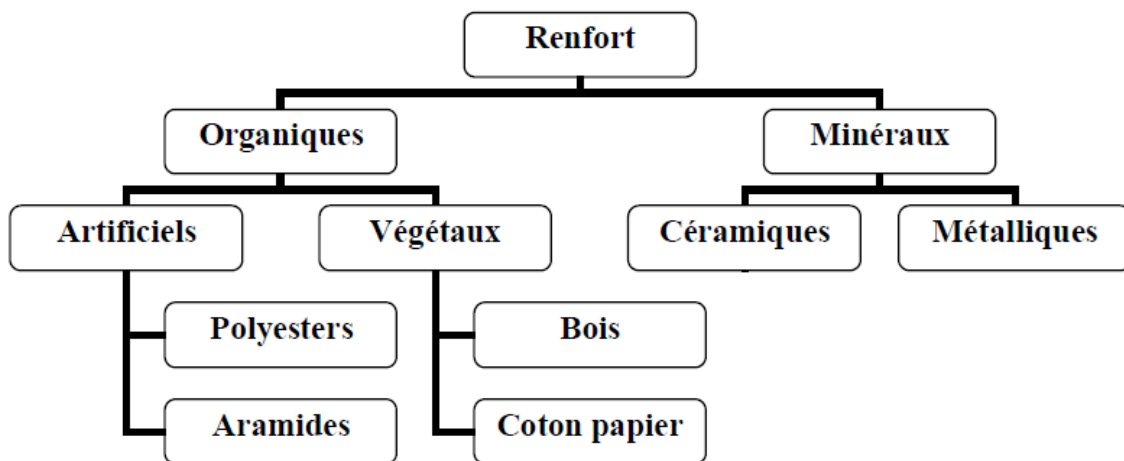 Renfort
Organiques
Minéraux
Artificiels
Végétaux
Céramiques
Métalliques
Polyesters
Bois
Aramides
Coton papier